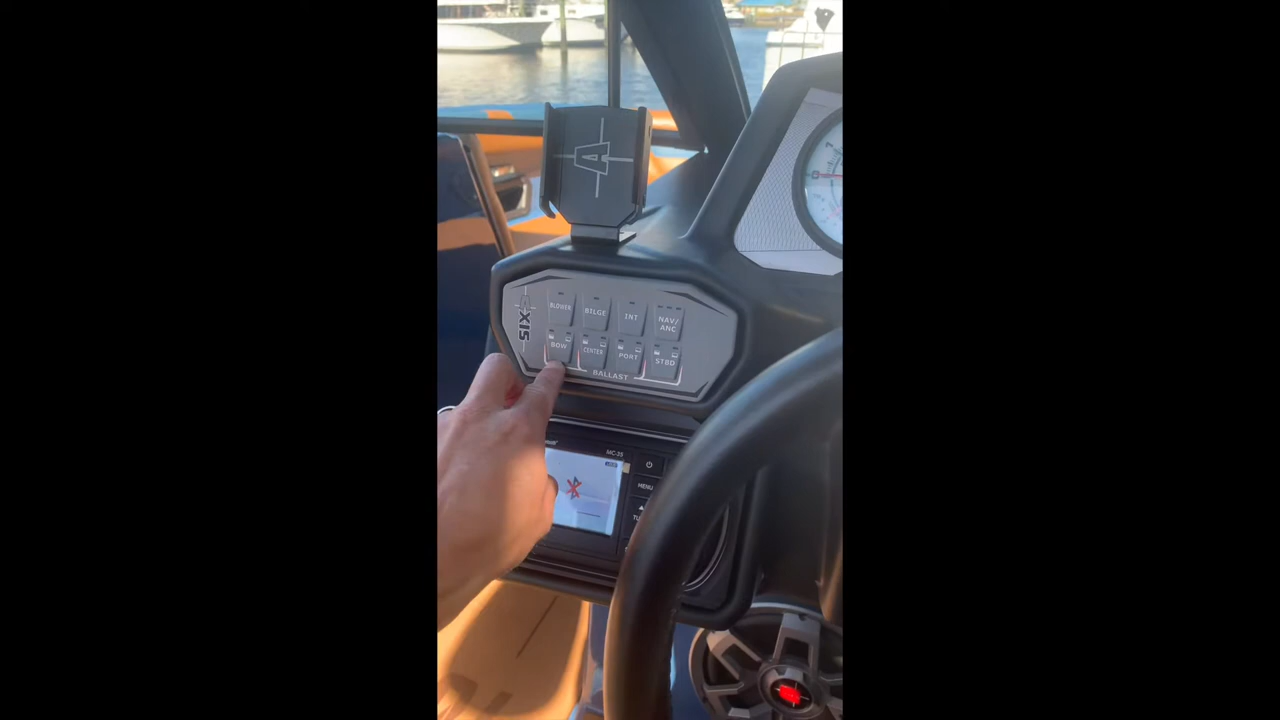 AXIS
BLOWER BILGE INT NAV/
ANC
BOW CENTER PORT STBD
BALLAST
MC-35
MENU